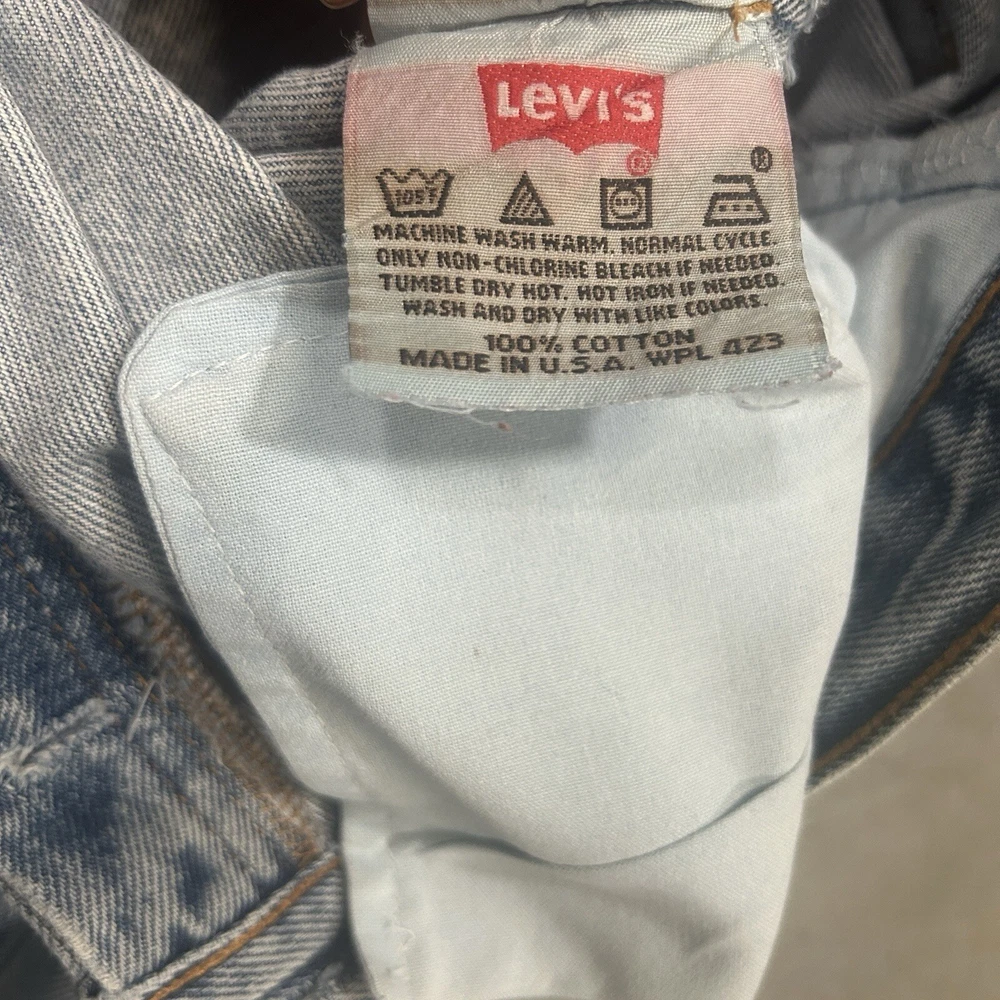 Levi's
®
®
105F
MACHINE WASH WARM. NORMAL CYCLE.
ONLY NON-CHLORINE BLEACH IF NEEDED.
TUMBLE DRY HOT. HOT IRON IF NEEDED.
WASH AND DRY WITH LIKE COLORS.
100% COTTON
MADE IN U.S.A. WPL 423